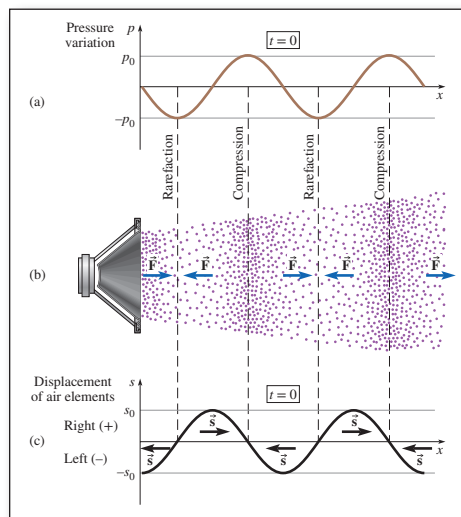 Pressure
variation
p
t = 0
p0
x
(a)
−p0
Rarefaction
Compression
Rarefaction
Compression
(b)
F⃗ F⃗ F⃗ F⃗ F⃗
Displacement
of air elements
s
t = 0
s0
Right (+)
s⃗ s⃗
(c)
x
Left (–)
s⃗ s⃗ s⃗
−s0